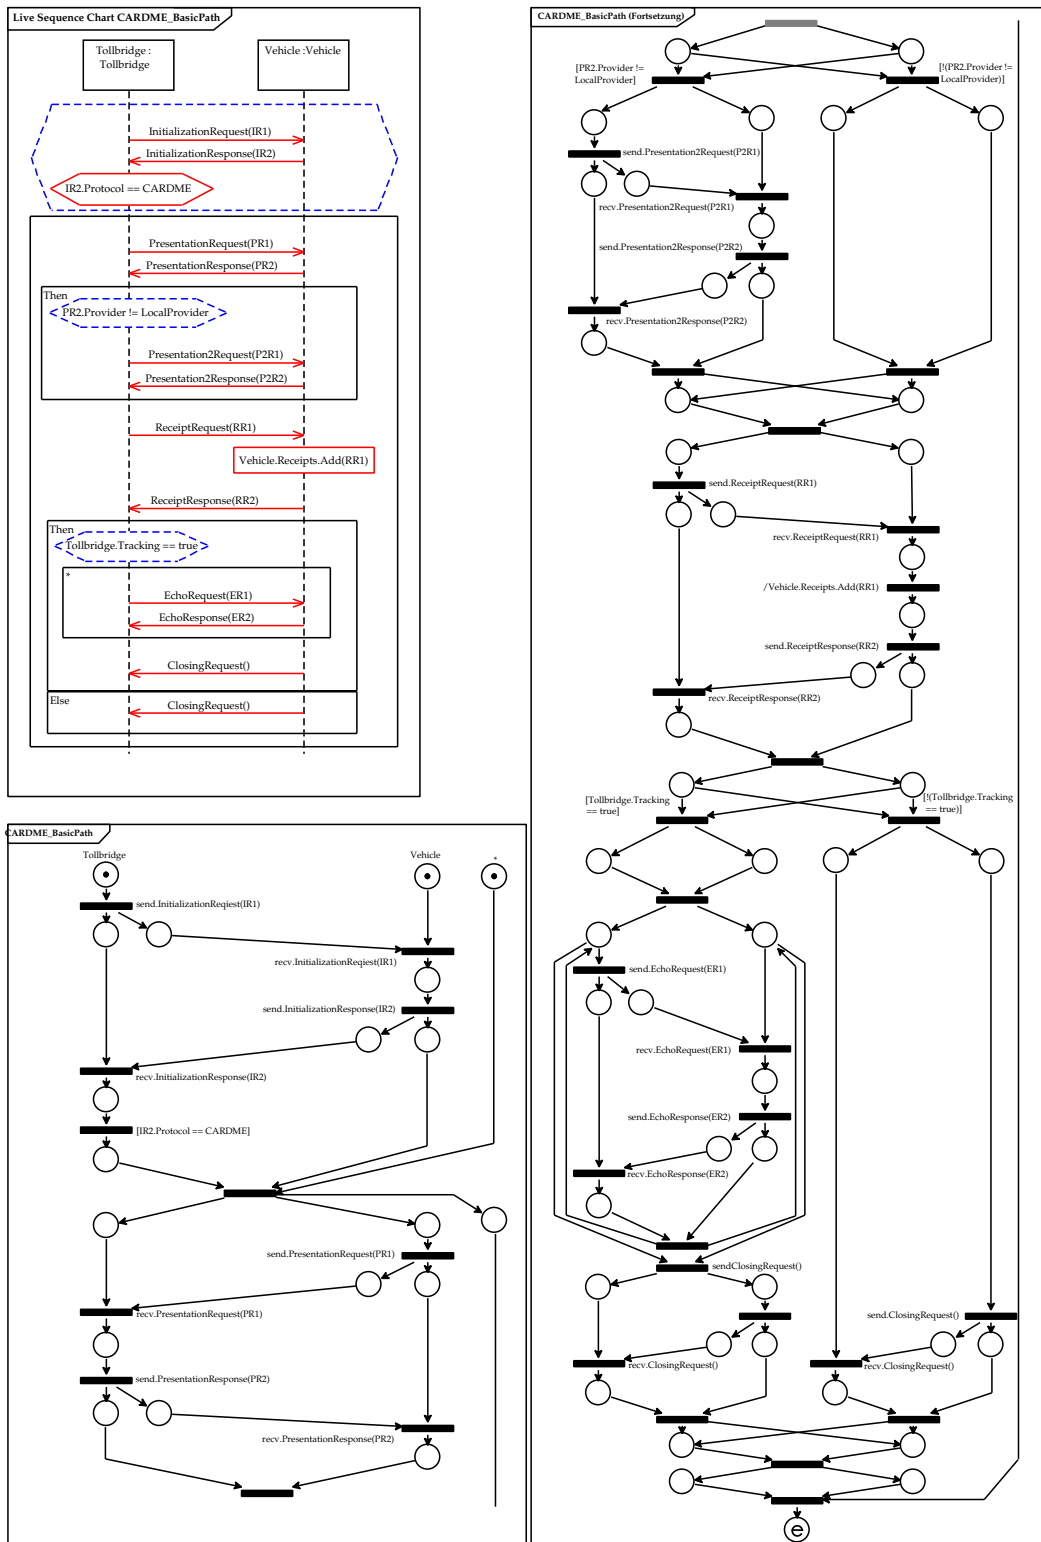 Live Sequence Chart CARDME_BasicPath
Tollbridge :
Tollbridge
Vehicle :Vehicle
InitializationRequest(IR1)
InitializationResponse(IR2)
IR2.Protocol == CARDME
PresentationRequest(PR1)
PresentationResponse(PR2)
Then
PR2.Provider != LocalProvider
Presentation2Request(P2R1)
Presentation2Response(P2R2)
ReceiptRequest(RR1)
Vehicle.Receipts.Add(RR1)
ReceiptResponse(RR2)
Then
Tollbridge.Tracking == true
*
EchoRequest(ER1)
EchoResponse(ER2)
ClosingRequest()
Else
ClosingRequest()
CARDME_BasicPath
Tollbridge
Vehicle
*
send.InitializationReqiest(IR1)
recv.InitializationReqiest(IR1)
send.InitializationResponse(IR2)
recv.InitializationResponse(IR2)
[IR2.Protocol == CARDME]
send.PresentationRequest(PR1)
recv.PresentationRequest(PR1)
send.PresentationResponse(PR2)
recv.PresentationResponse(PR2)
CARDME_BasicPath (Fortsetzung)
[PR2.Provider !=
LocalProvider]
[!(PR2.Provider !=
LocalProvider)]
send.Presentation2Request(P2R1)
recv.Presentation2Request(P2R1)
send.Presentation2Response(P2R2)
recv.Presentation2Response(P2R2)
send.ReceiptRequest(RR1)
recv.ReceiptRequest(RR1)
/Vehicle.Receipts.Add(RR1)
send.ReceiptResponse(RR2)
recv.ReceiptResponse(RR2)
[Tollbridge.Tracking
== true]
[!(Tollbridge.Tracking
== true)]
send.EchoRequest(ER1)
recv.EchoRequest(ER1)
send.EchoResponse(ER2)
recv.EchoResponse(ER2)
sendClosingRequest()
send.ClosingRequest()
recv.ClosingRequest()
recv.ClosingRequest()
e